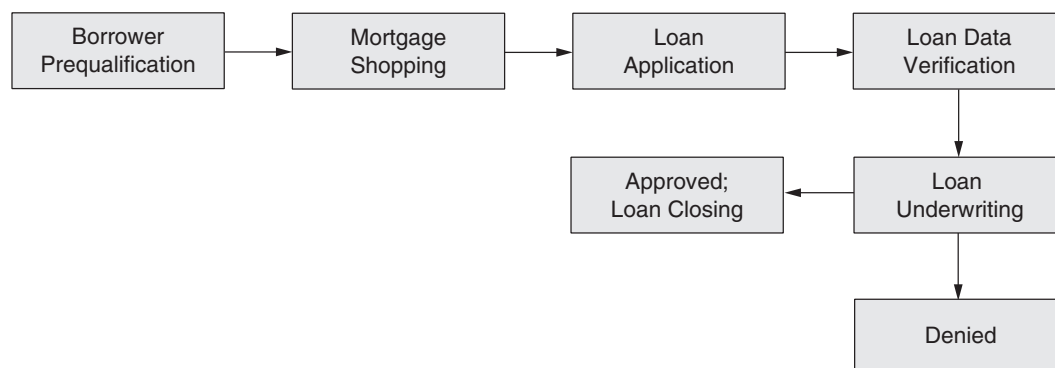 Borrower
Prequalification
Mortgage
Shopping
Loan
Application
Loan Data
Verification
Approved;
Loan Closing
Loan
Underwriting
Denied